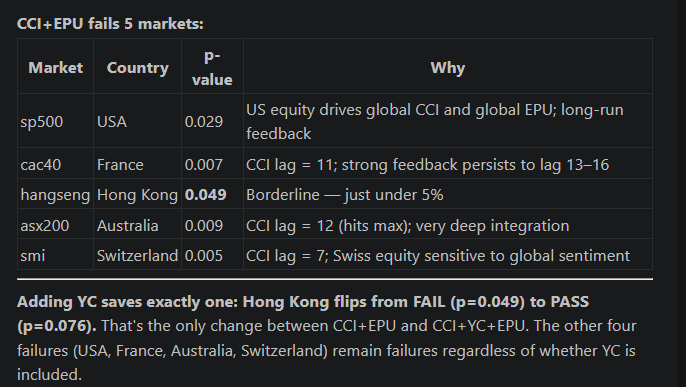 CCI+EPU fails 5 markets:
Market Country p-value Why
sp500 USA 0.029 US equity drives global CCI and global EPU; long-run
feedback
cac40 France 0.007 CCI lag = 11; strong feedback persists to lag 13–16
hangseng Hong Kong 0.049 Borderline — just under 5%
asx200 Australia 0.009 CCI lag = 12 (hits max); very deep integration
smi Switzerland 0.005 CCI lag = 7; Swiss equity sensitive to global sentiment
Adding YC saves exactly one: Hong Kong flips from FAIL (p=0.049) to PASS
(p=0.076). That's the only change between CCI+EPU and CCI+YC+EPU. The other four
failures (USA, France, Australia, Switzerland) remain failures regardless of whether YC is
included.